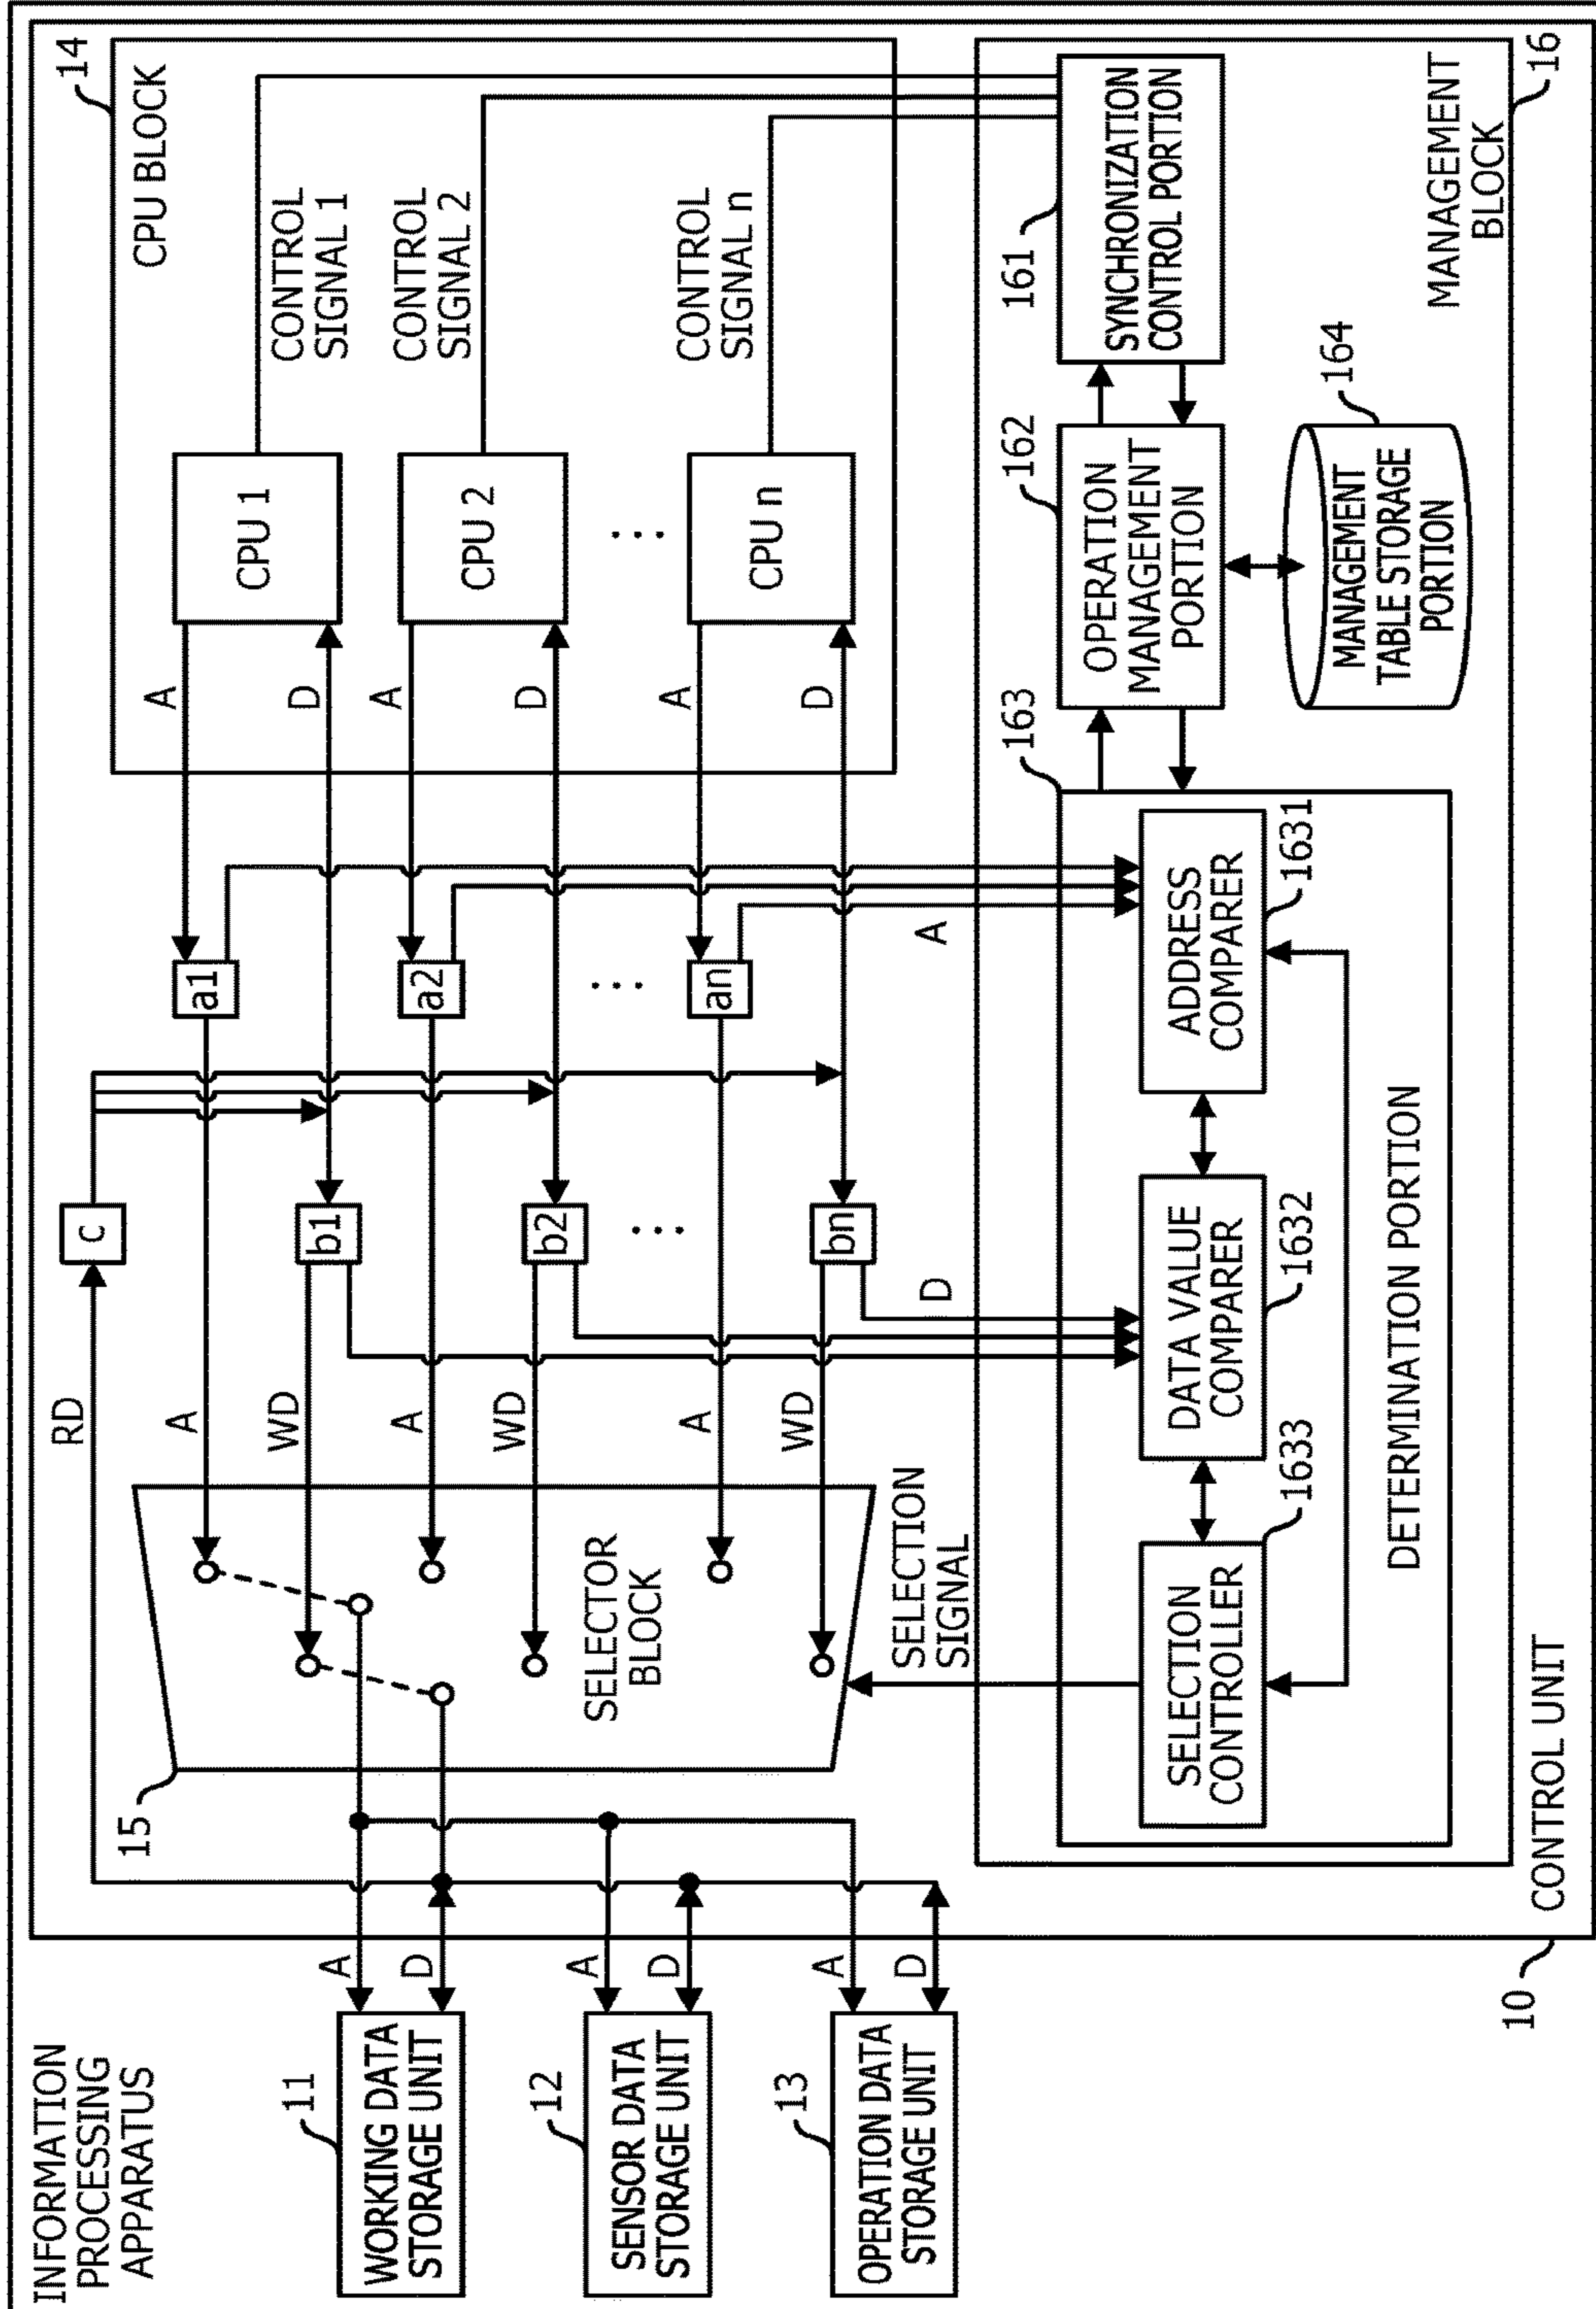 INFORMATION
PROCESSING
APPARATUS
11
WORKING DATA
STORAGE UNIT
12
SENSOR DATA
STORAGE UNIT
13
OPERATION DATA
STORAGE UNIT
A
D
A
D
A
D
10
CONTROL UNIT
15
SELECTOR
BLOCK
SELECTION
SIGNAL
RD
A
WD
A
WD
A
WD
c
b1
b2
...
bn
D
a1
a2
...
an
A
14
CPU BLOCK
A
D
A
D
A
D
CPU 1
CPU 2
...
CPU n
CONTROL
SIGNAL 1
CONTROL
SIGNAL 2
CONTROL
SIGNAL n
MANAGEMENT
BLOCK
16
161
SYNCHRONIZATION
CONTROL PORTION
162
OPERATION
MANAGEMENT
PORTION
164
MANAGEMENT
TABLE STORAGE
PORTION
163
DETERMINATION PORTION
SELECTION
CONTROLLER
1633
DATA VALUE
COMPARER
1632
ADDRESS
COMPARER
1631